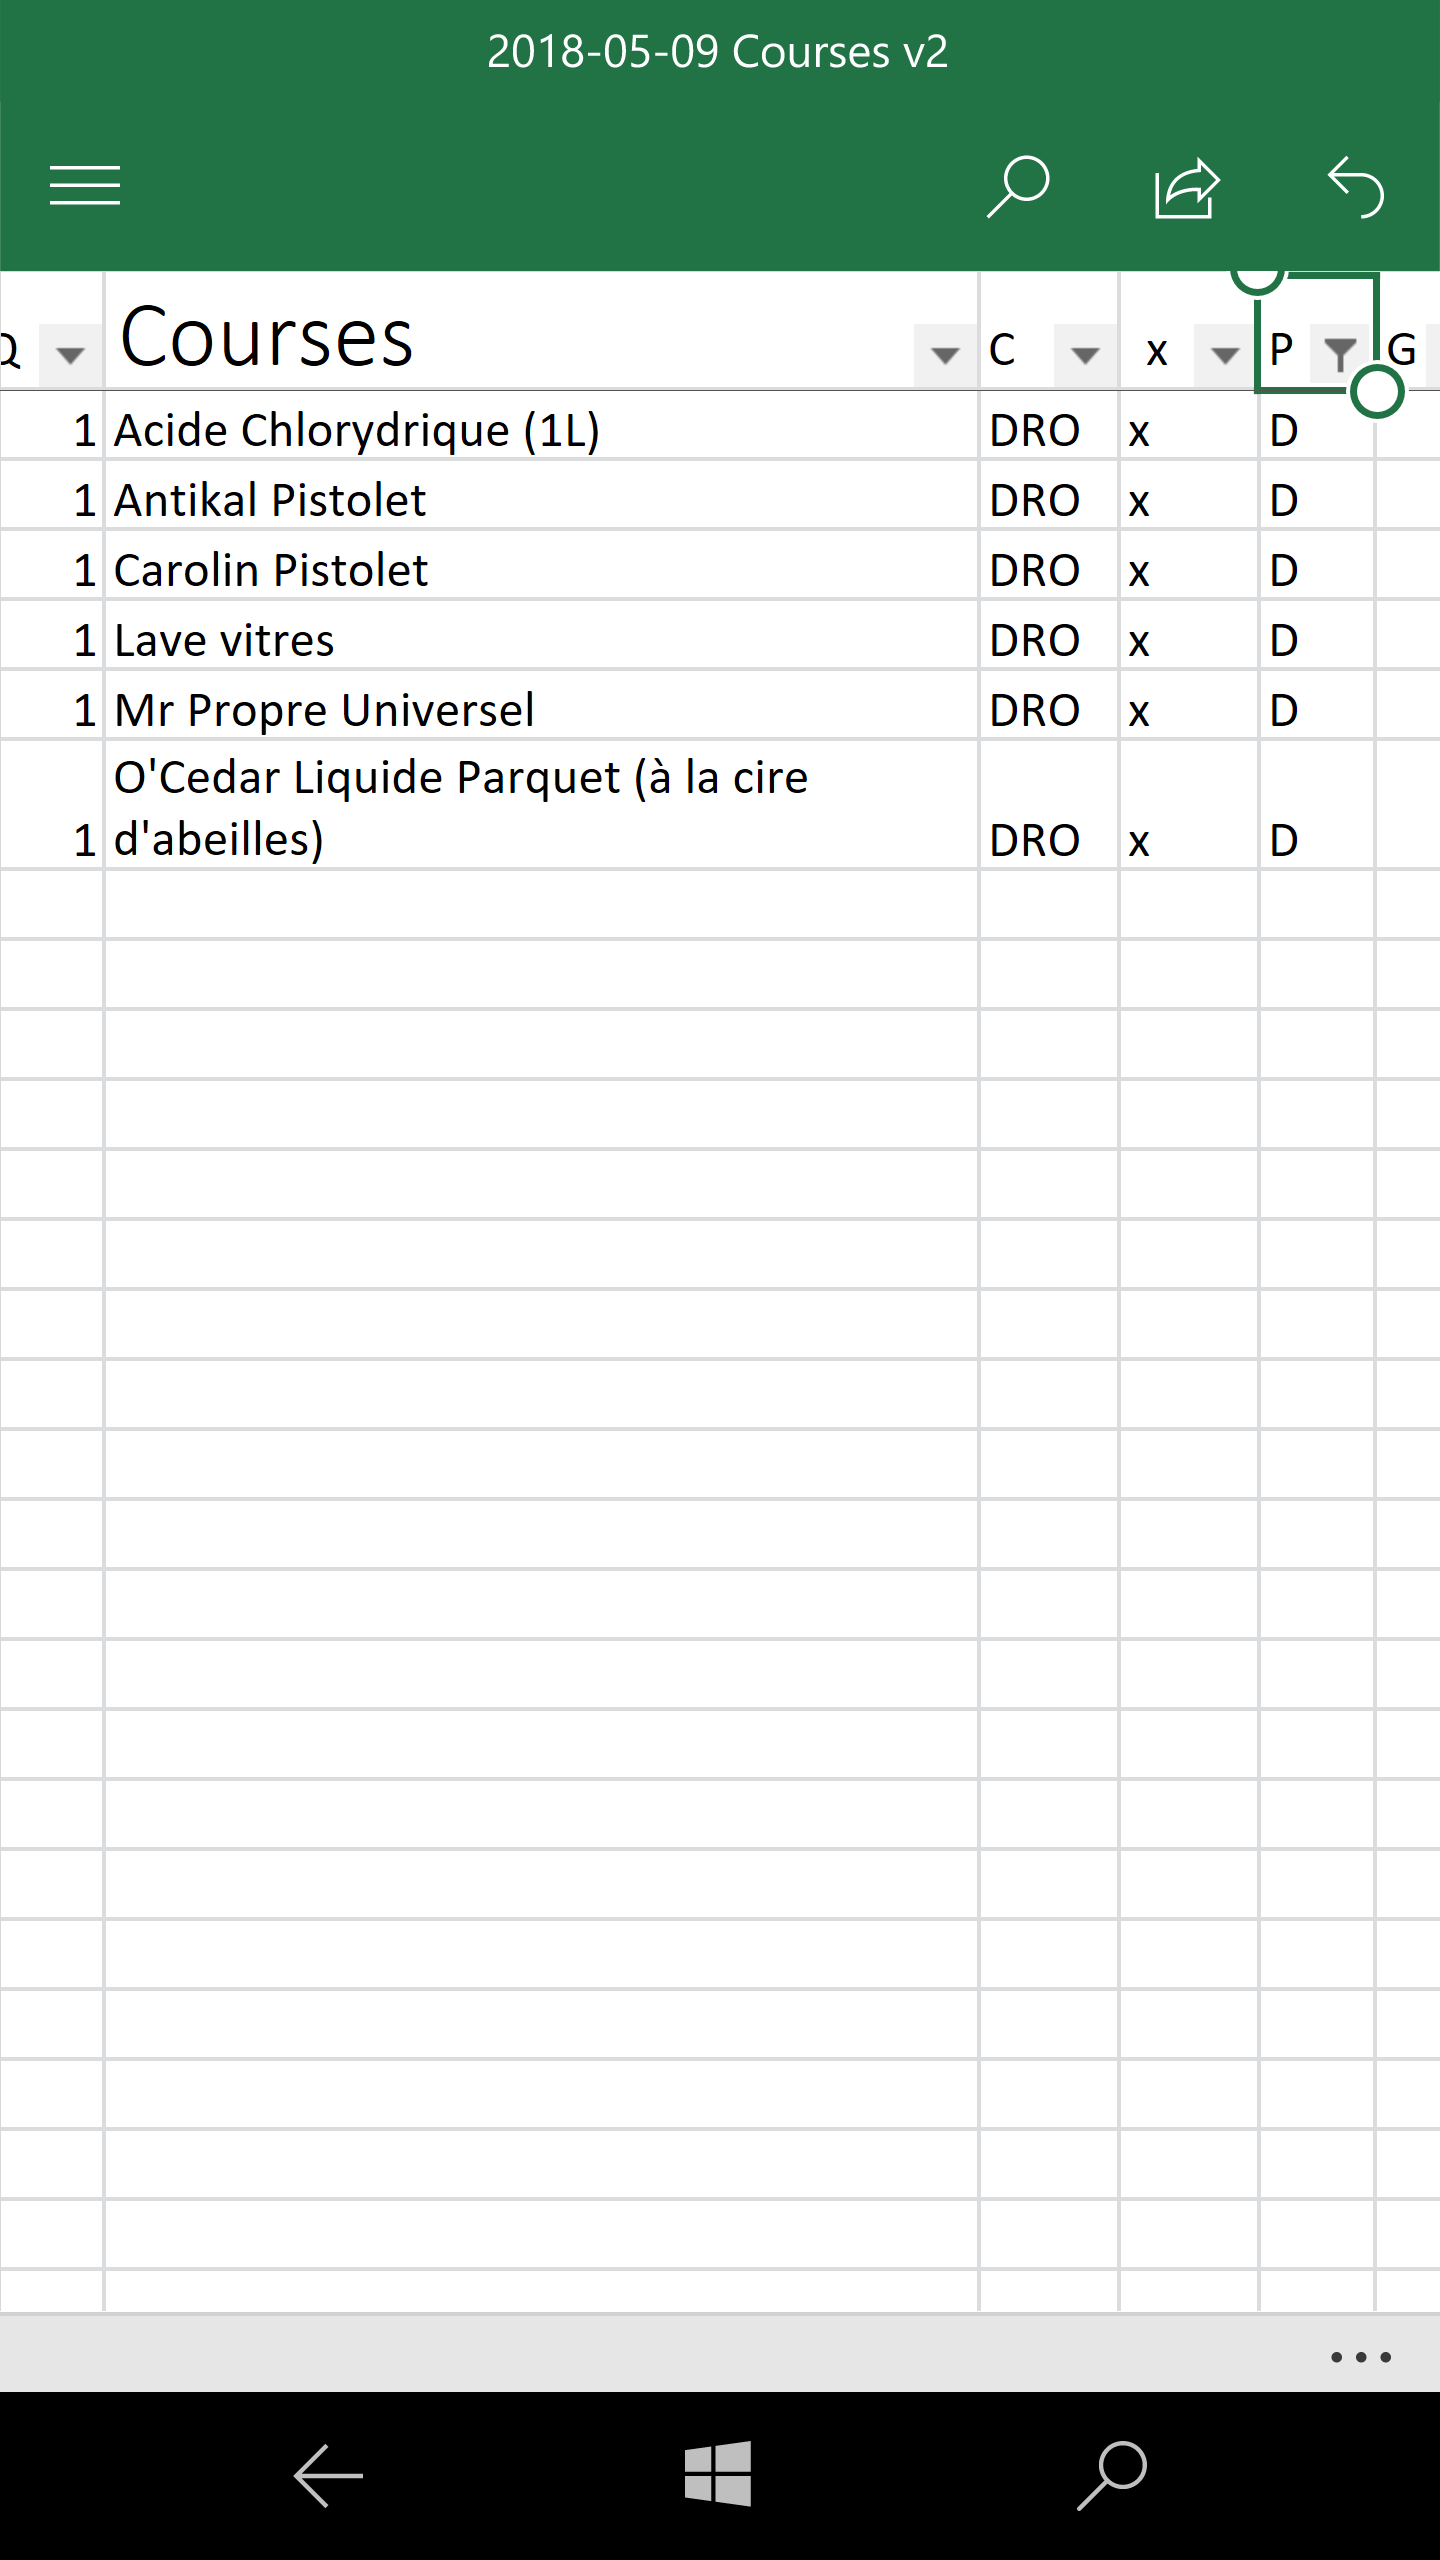 2018-05-09 Courses v2
Q Courses C x P G
1 Acide Chlorydrique (1L) DRO x D
1 Antikal Pistolet DRO x D
1 Carolin Pistolet DRO x D
1 Lave vitres DRO x D
1 Mr Propre Universel DRO x D
O'Cedar Liquide Parquet (à la cire
1 d'abeilles) DRO x D